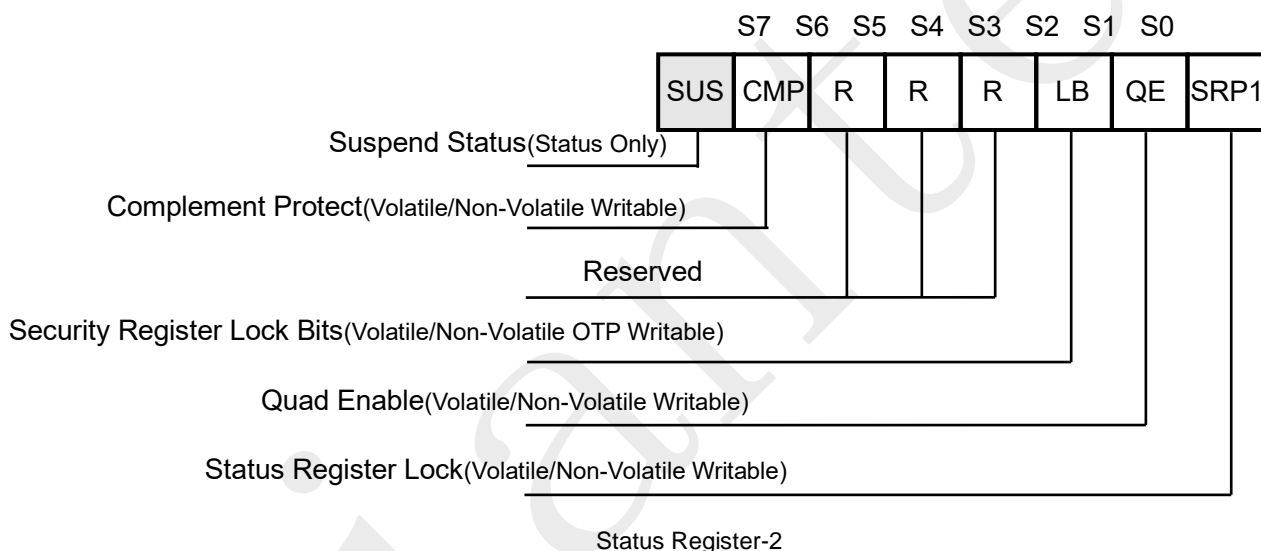 S7 S6 S5 S4 S3 S2 S1 S0
SUS CMP R R R LB QE SRP1
Suspend Status(Status Only)
Complement Protect(Volatile/Non-Volatile Writable)
Reserved
Security Register Lock Bits(Volatile/Non-Volatile OTP Writable)
Quad Enable(Volatile/Non-Volatile Writable)
Status Register Lock(Volatile/Non-Volatile Writable)
Status Register-2